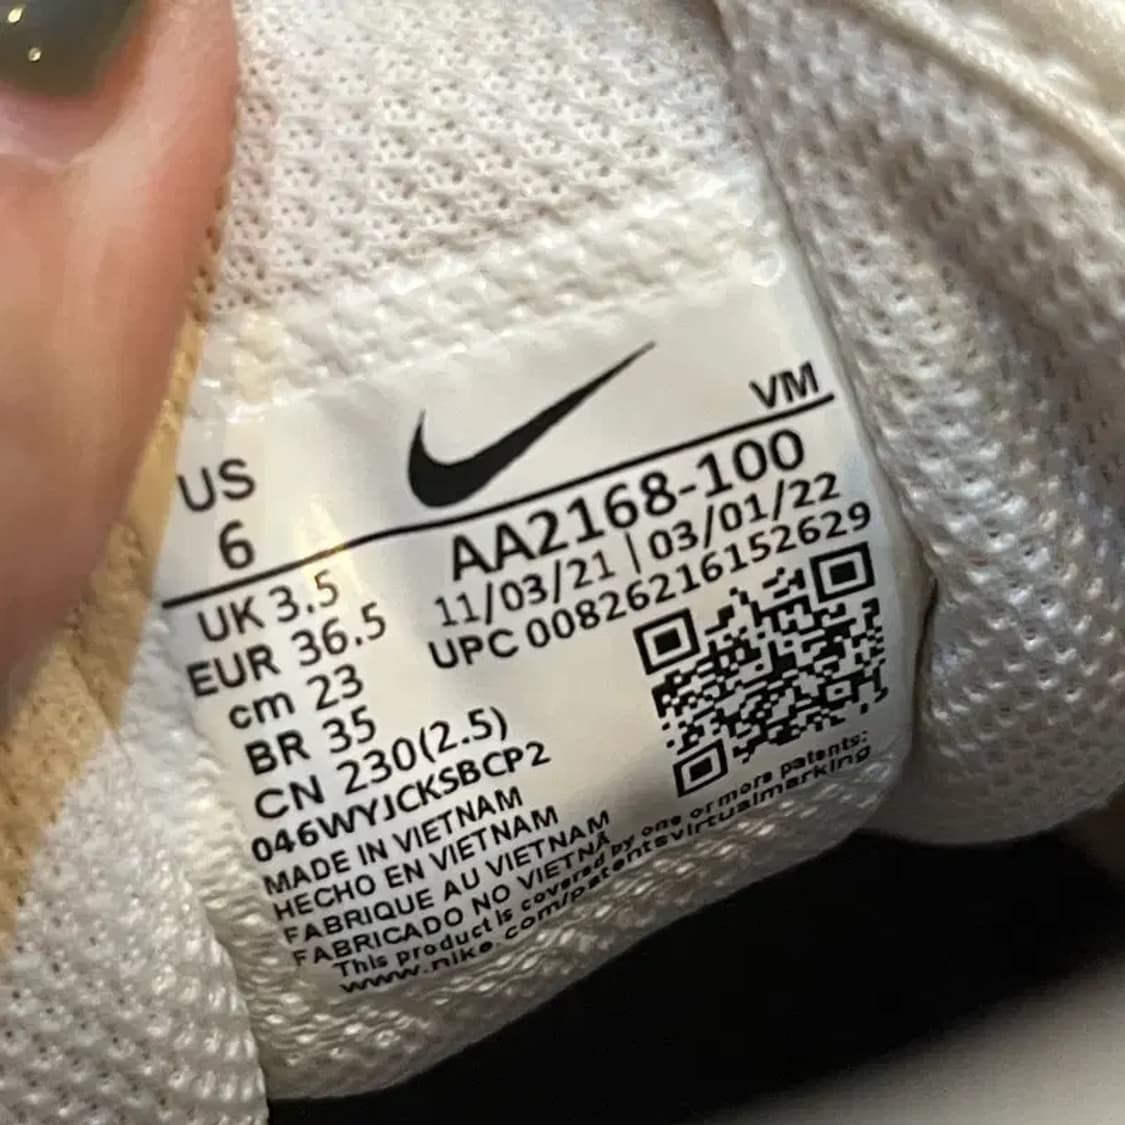 VM
US
6
AA2168-100
11/03/21 | 03/01/22
UPC 00826216152629
UK 3.5
EUR 36.5
cm 23
BR 35
CN 230(2.5)
046WYJCKSBCP2
MADE IN VIETNAM
HECHO EN VIETNAM
FABRIQUE AU VIETNAM
FABRICADO NO VIETNÃ
This product is covered by one or more patents:
www.nike.com/patentsvirtualmarking